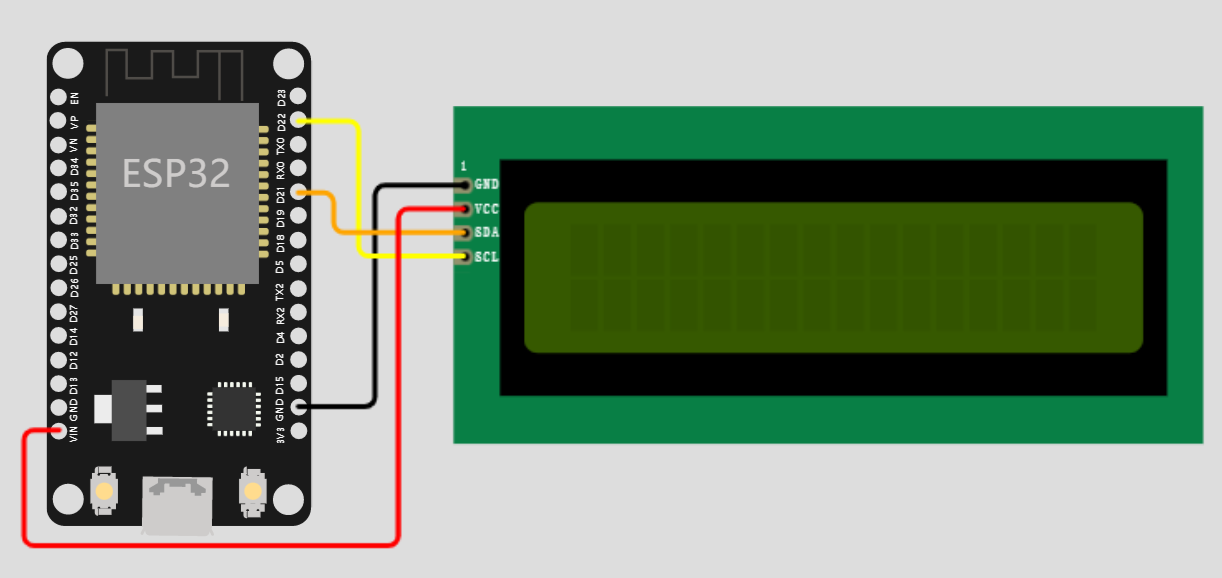 EN
VP
VN
D34
D35
D32
D33
D25
D26
D27
D14
D12
D13
GND
VIN
ESP32
D23
D22
TX0
RX0
D21
D19
D18
D5
TX2
RX2
D4
D2
D15
GND
3V3
1
GND
VCC
SDA
SCL